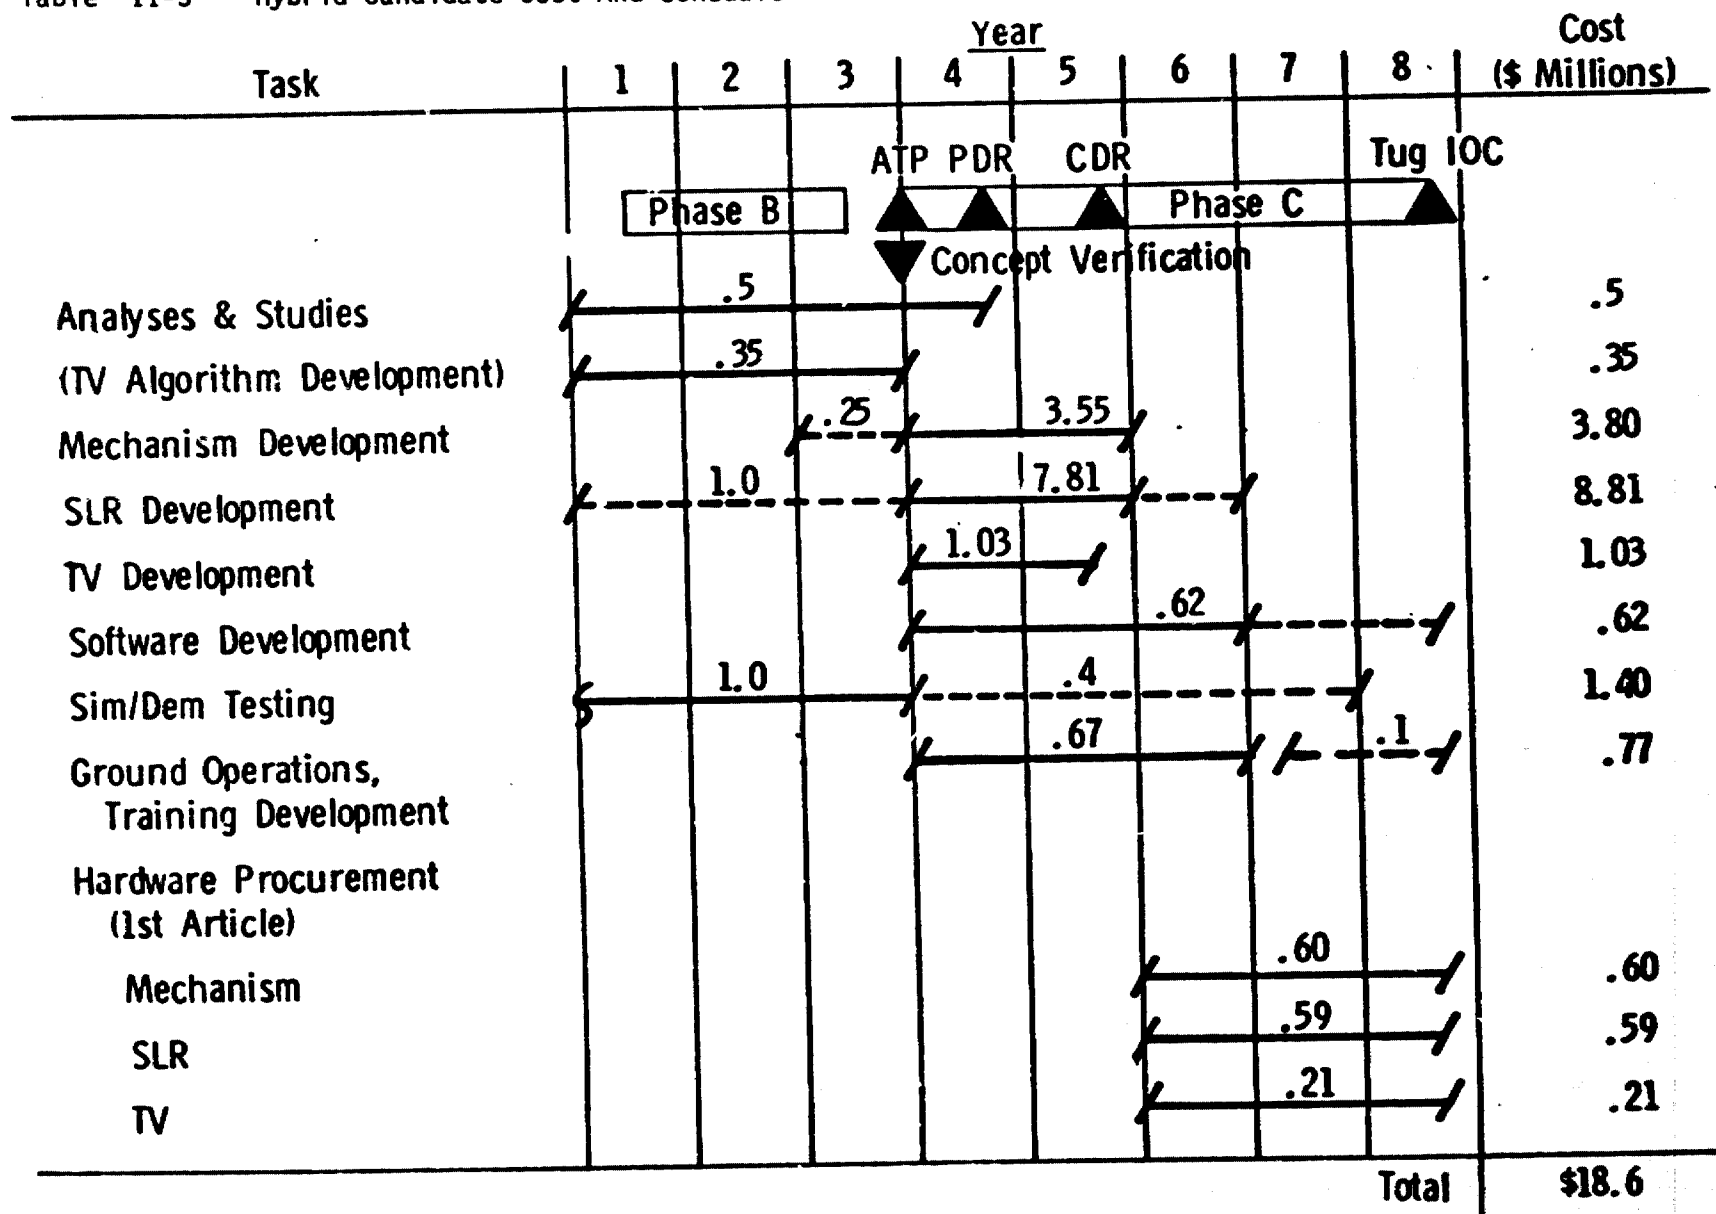 Year
Cost
Task 1 2 3 4 5 6 7 8 ($ Millions)
ATP PDR CDR Tug IOC
Phase B Phase C
Concept Verification
Analyses & Studies .5 .5
(TV Algorithm Development) .35 .35
Mechanism Development .25 3.55 3.80
SLR Development 1.0 7.81 8.81
TV Development 1.03 1.03
Software Development .62 .62
Sim/Dem Testing 1.0 .4 1.40
Ground Operations, .67 .1 .77
Training Development
Hardware Procurement
(1st Article)
Mechanism .60 .60
SLR .59 .59
TV .21 .21
Total $18.6